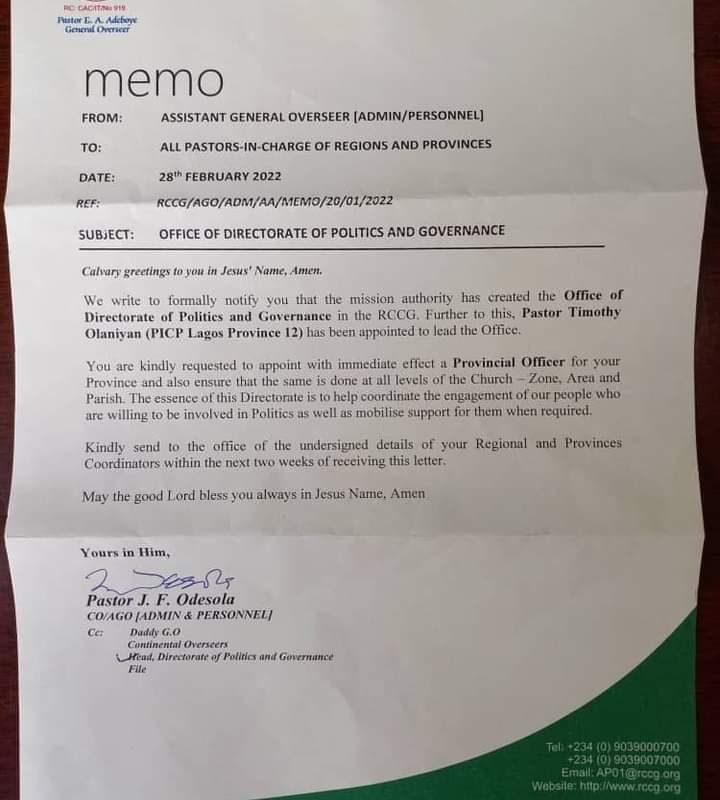 RC: CAC/IT/No 919
Pastor E. A. Adeboye
General Overseer
memo
FROM: ASSISTANT GENERAL OVERSEER [ADMIN/PERSONNEL]
TO: ALL PASTORS-IN-CHARGE OF REGIONS AND PROVINCES
DATE: 28th FEBRUARY 2022
REF: RCCG/AGO/ADM/AA/MEMO/20/01/2022
SUBJECT: OFFICE OF DIRECTORATE OF POLITICS AND GOVERNANCE
Calvary greetings to you in Jesus' Name, Amen.
We write to formally notify you that the mission authority has created the Office of
Directorate of Politics and Governance in the RCCG. Further to this, Pastor Timothy
Olaniyan (PICP Lagos Province 12) has been appointed to lead the Office.
You are kindly requested to appoint with immediate effect a Provincial Officer for your
Province and also ensure that the same is done at all levels of the Church – Zone, Area and
Parish. The essence of this Directorate is to help coordinate the engagement of our people who
are willing to be involved in Politics as well as mobilise support for them when required.
Kindly send to the office of the undersigned details of your Regional and Provinces
Coordinators within the next two weeks of receiving this letter.
May the good Lord bless you always in Jesus Name, Amen
Yours in Him,
Pastor J. F. Odesola
CO/AGO [ADMIN & PERSONNEL]
Cc: Daddy G.O
Continental Overseers
Head, Directorate of Politics and Governance
File
Tel: +234 (0) 9039000700
+234 (0) 9039007000
Email: AP01@rccg.org
Website: http://www.rccg.org